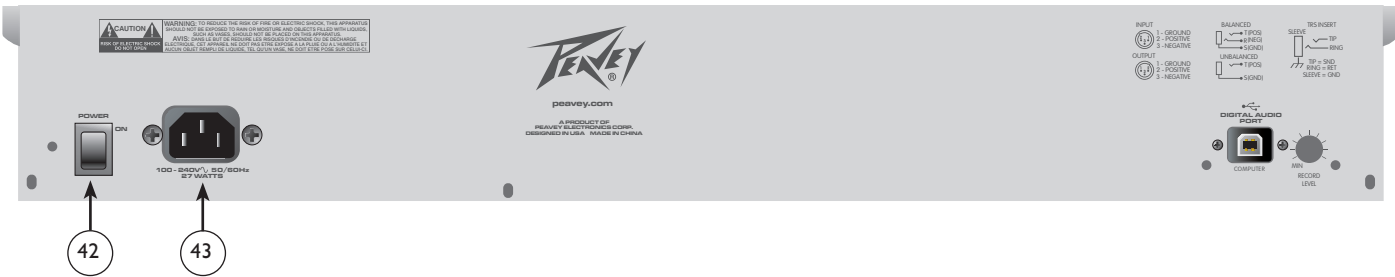 CAUTION
RISK OF ELECTRIC SHOCK
DO NOT OPEN
WARNING: TO REDUCE THE RISK OF FIRE OR ELECTRIC SHOCK, THIS APPARATUS
SHOULD NOT BE EXPOSED TO RAIN OR MOISTURE AND OBJECTS FILLED WITH LIQUIDS,
SUCH AS VASES, SHOULD NOT BE PLACED ON THIS APPARATUS.
AVIS: DANS LE BUT DE REDUIRE LES RISQUES D'INCENDIE OU DE DECHARGE
ELECTRIQUE, CET APPAREIL NE DOIT PAS ETRE EXPOSE A LA PLUIE OU A L'HUMIDITE ET
AUCUN OBJET REMPLI DE LIQUIDE, TEL QU'UN VASE, NE DOIT ETRE POSE SUR CELUI-CI.
POWER
ON
100-240V 50/60Hz
27 WATTS
42
43
PEAVEY®
peavey.com
A PRODUCT OF
PEAVEY ELECTRONICS CORP.
DESIGNED IN USA MADE IN CHINA
INPUT
1 - GROUND
2 - POSITIVE
3 - NEGATIVE
OUTPUT
1 - GROUND
2 - POSITIVE
3 - NEGATIVE
BALANCED
T(POS)
R(NEG)
S(GND)
UNBALANCED
T(POS)
S(GND)
TRS INSERT
SLEEVE
TIP
RING
TIP = SND
RING = RET
SLEEVE = GND
DIGITAL AUDIO
PORT
COMPUTER
MIN
RECORD
LEVEL